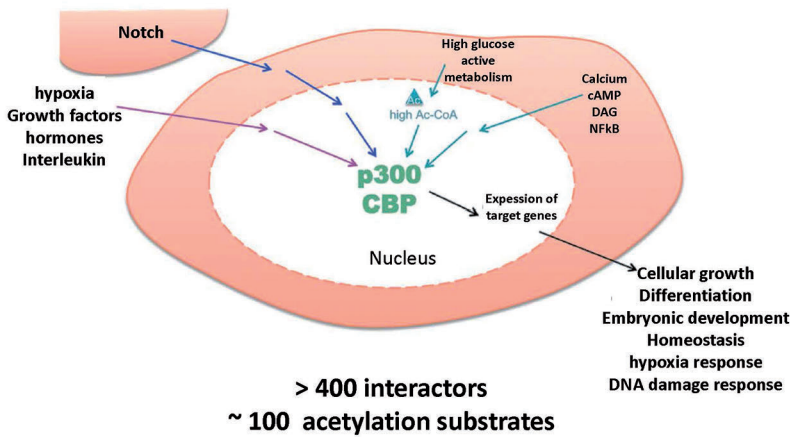 Notch
hypoxia
Growth factors
hormones
Interleukin
High glucose
active
metabolism
Ac
high Ac-CoA
Calcium
cAMP
DAG
NFkB
p300
CBP
Expession of
target genes
Nucleus
Cellular growth
Differentiation
Embryonic development
Homeostasis
hypoxia response
DNA damage response
> 400 interactors
~ 100 acetylation substrates